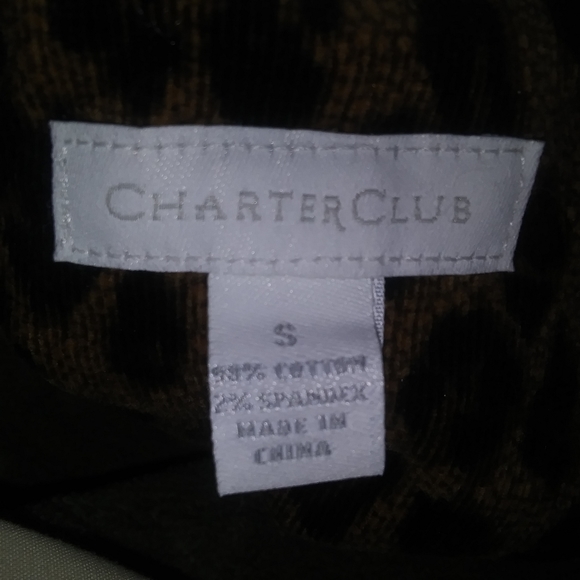 CHARTER CLUB
S
98% COTTON
2% SPANDEX
MADE IN
CHINA